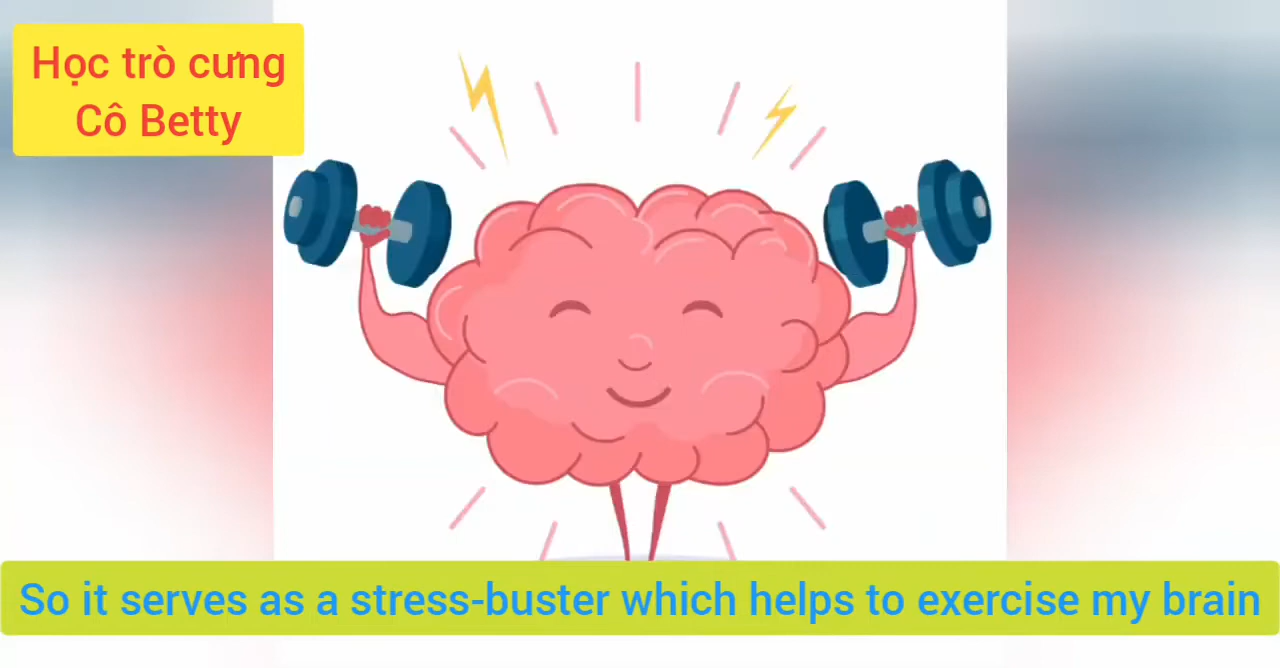 Học trò cưng
Cô Betty
So it serves as a stress-buster which helps to exercise my brain